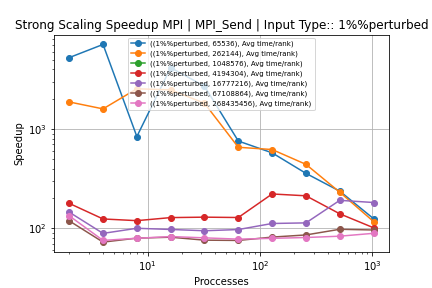 Strong Scaling Speedup MPI | MPI_Send | Input Type:: 1%%perturbed
((1%%perturbed, 65536), Avg time/rank)
((1%%perturbed, 262144), Avg time/rank)
((1%%perturbed, 1048576), Avg time/rank)
((1%%perturbed, 4194304), Avg time/rank)
((1%%perturbed, 16777216), Avg time/rank)
((1%%perturbed, 67108864), Avg time/rank)
((1%%perturbed, 268435456), Avg time/rank)
Speedup
10³
10²
10¹
10²
10³
Proccesses